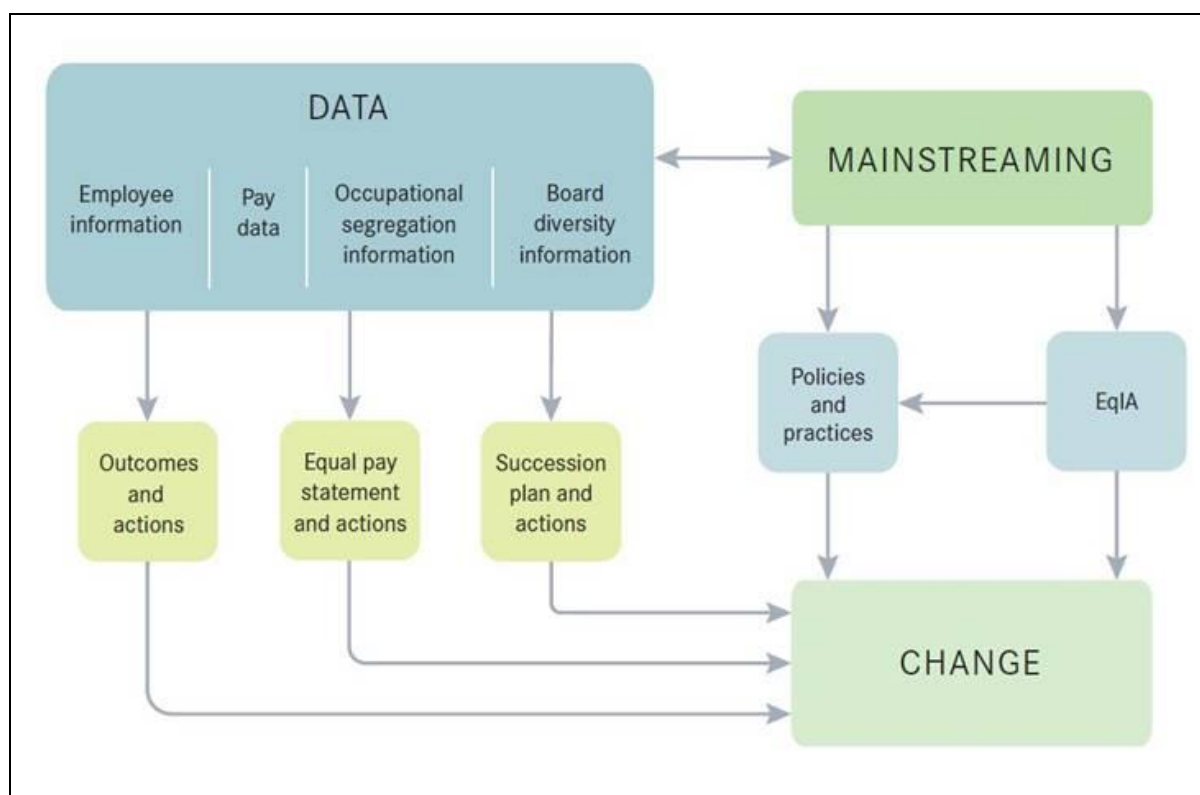 DATA
Employee
information
Pay
data
Occupational
segregation
information
Board
diversity
information
MAINSTREAMING
Policies
and
practices
EqIA
Outcomes
and
actions
Equal pay
statement
and actions
Succession
plan and
actions
CHANGE